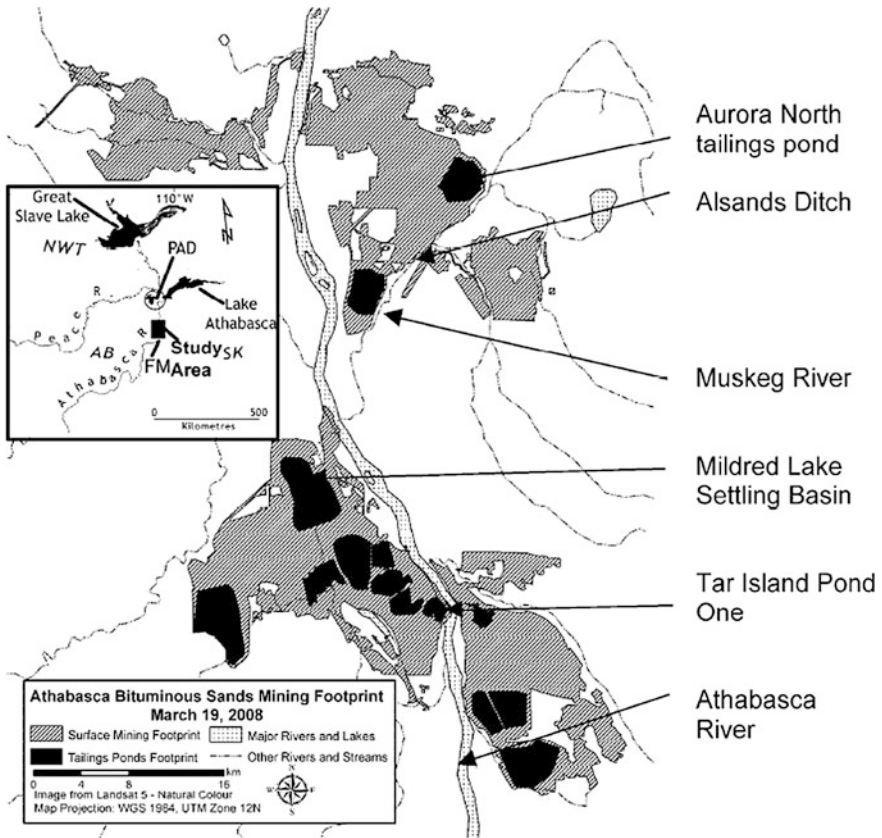 Aurora North
tailings pond
Alsands Ditch
Muskeg River
Mildred Lake
Settling Basin
Tar Island Pond
One
Athabasca
River
Great
Slave Lake
110° W
NWT
PAD
Lake
Athabasca
Peace R
AB
Study
SK
FM
Area
Athabasca R
0 500
Kilometres
Athabasca Bituminous Sands Mining Footprint
March 19, 2008
Surface Mining Footprint
Major Rivers and Lakes
Tailings Ponds Footprint
Other Rivers and Streams
km
0 4 8 16
Image from Landsat 5 - Natural Colour
Map Projection: WGS 1984, UTM Zone 12N
N
S